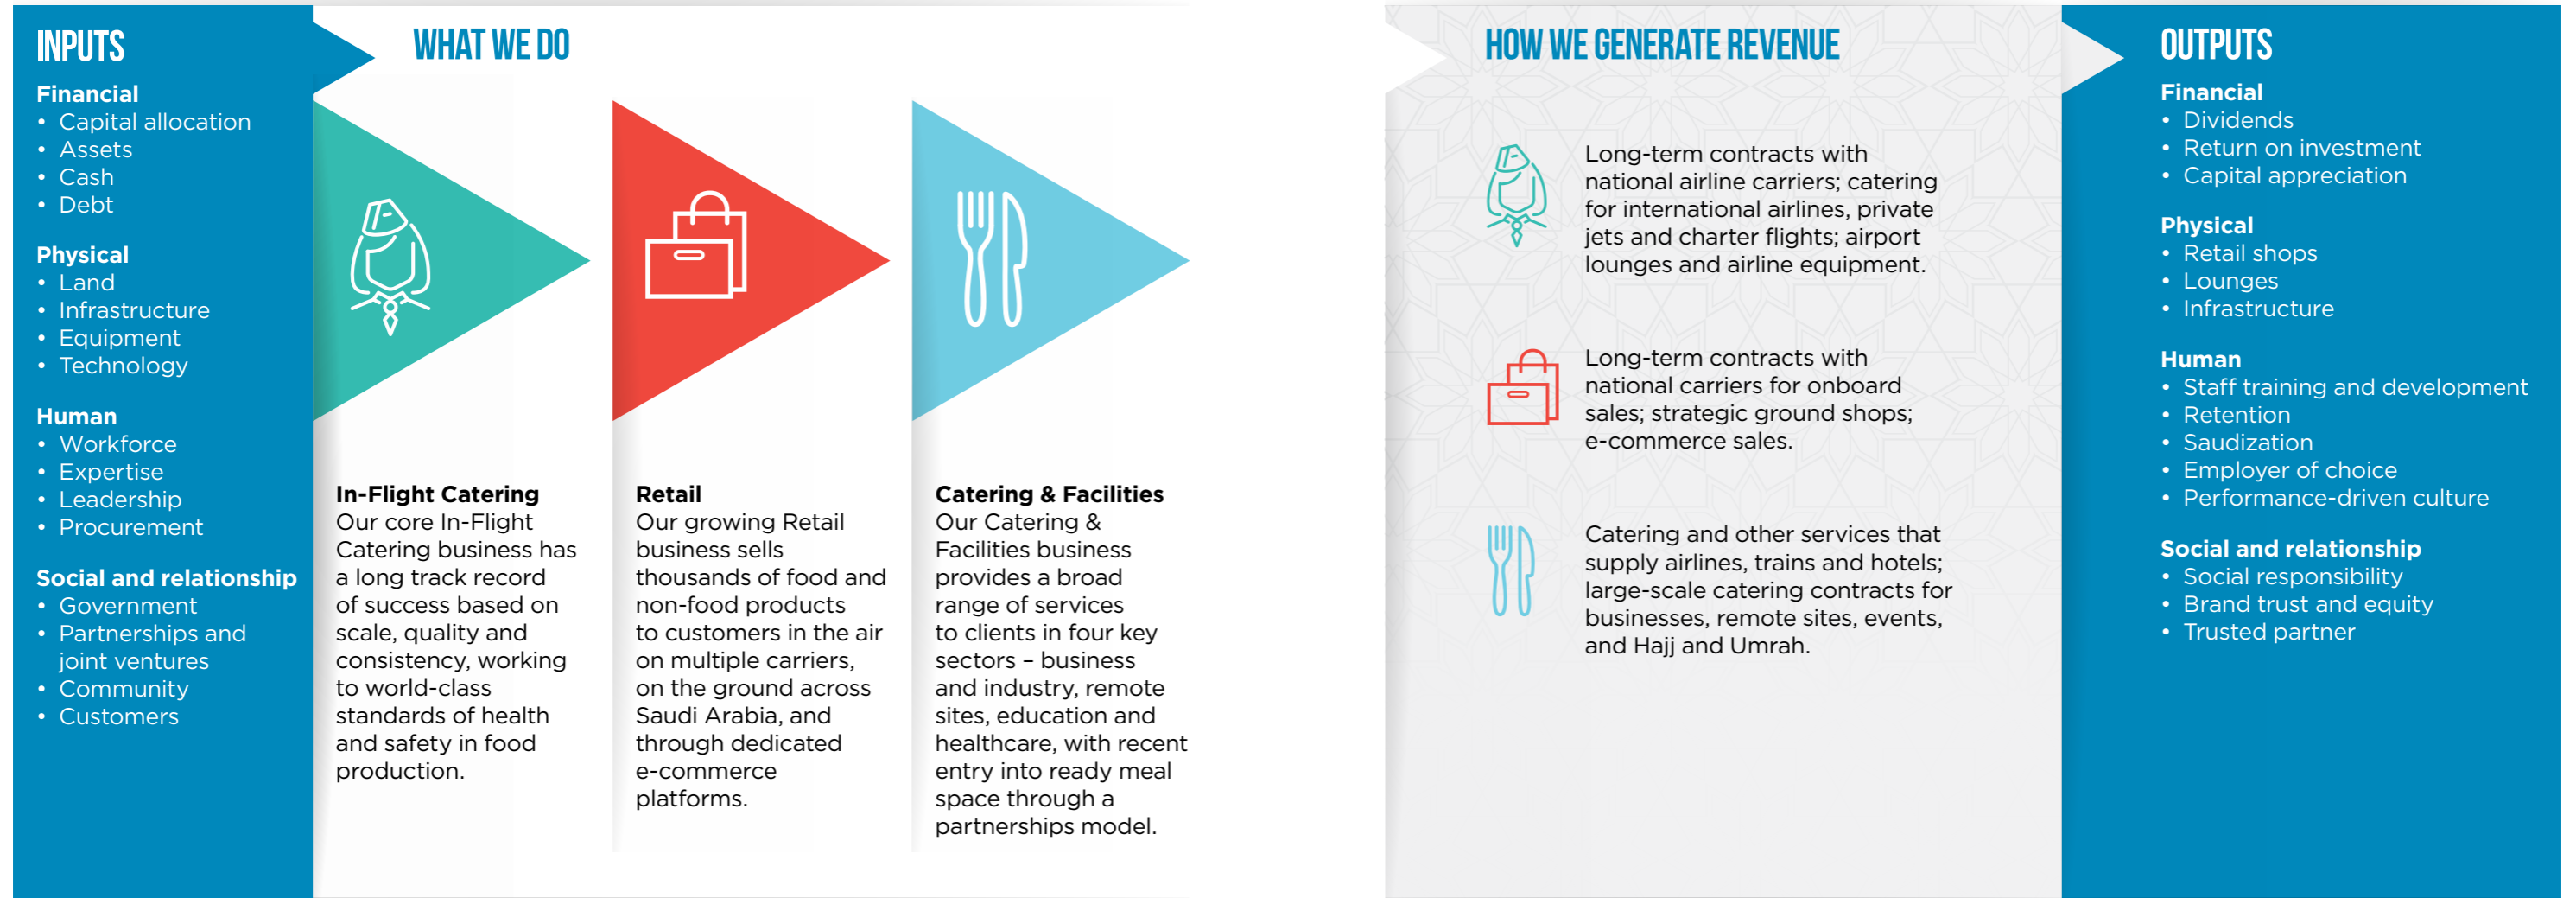 INPUTS
Financial
• Capital allocation
• Assets
• Cash
• Debt
Physical
• Land
• Infrastructure
• Equipment
• Technology
Human
• Workforce
• Expertise
• Leadership
• Procurement
Social and relationship
• Government
• Partnerships and
joint ventures
• Community
• Customers
WHAT WE DO
In-Flight Catering
Our core In-Flight
Catering business has
a long track record
of success based on
scale, quality and
consistency, working
to world-class
standards of health
and safety in food
production.
Retail
Our growing Retail
business sells
thousands of food and
non-food products
to customers in the air
on multiple carriers,
on the ground across
Saudi Arabia, and
through dedicated
e-commerce
platforms.
Catering & Facilities
Our Catering &
Facilities business
provides a broad
range of services
to clients in four key
sectors – business
and industry, remote
sites, education and
healthcare, with recent
entry into ready meal
space through a
partnerships model.
HOW WE GENERATE REVENUE
Long-term contracts with
national airline carriers; catering
for international airlines, private
jets and charter flights; airport
lounges and airline equipment.
Long-term contracts with
national carriers for onboard
sales; strategic ground shops;
e-commerce sales.
Catering and other services that
supply airlines, trains and hotels;
large-scale catering contracts for
businesses, remote sites, events,
and Hajj and Umrah.
OUTPUTS
Financial
• Dividends
• Return on investment
• Capital appreciation
Physical
• Retail shops
• Lounges
• Infrastructure
Human
• Staff training and development
• Retention
• Saudization
• Employer of choice
• Performance-driven culture
Social and relationship
• Social responsibility
• Brand trust and equity
• Trusted partner